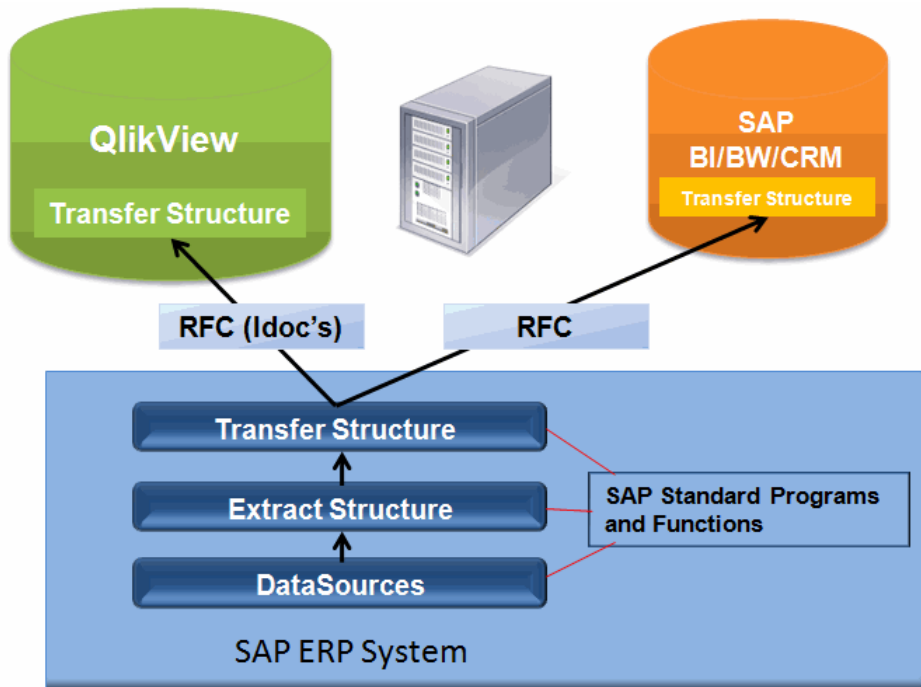 QlikView
Transfer Structure
SAP
BI/BW/CRM
Transfer Structure
RFC (Idoc's)
RFC
Transfer Structure
Extract Structure
DataSources
SAP Standard Programs
and Functions
SAP ERP System